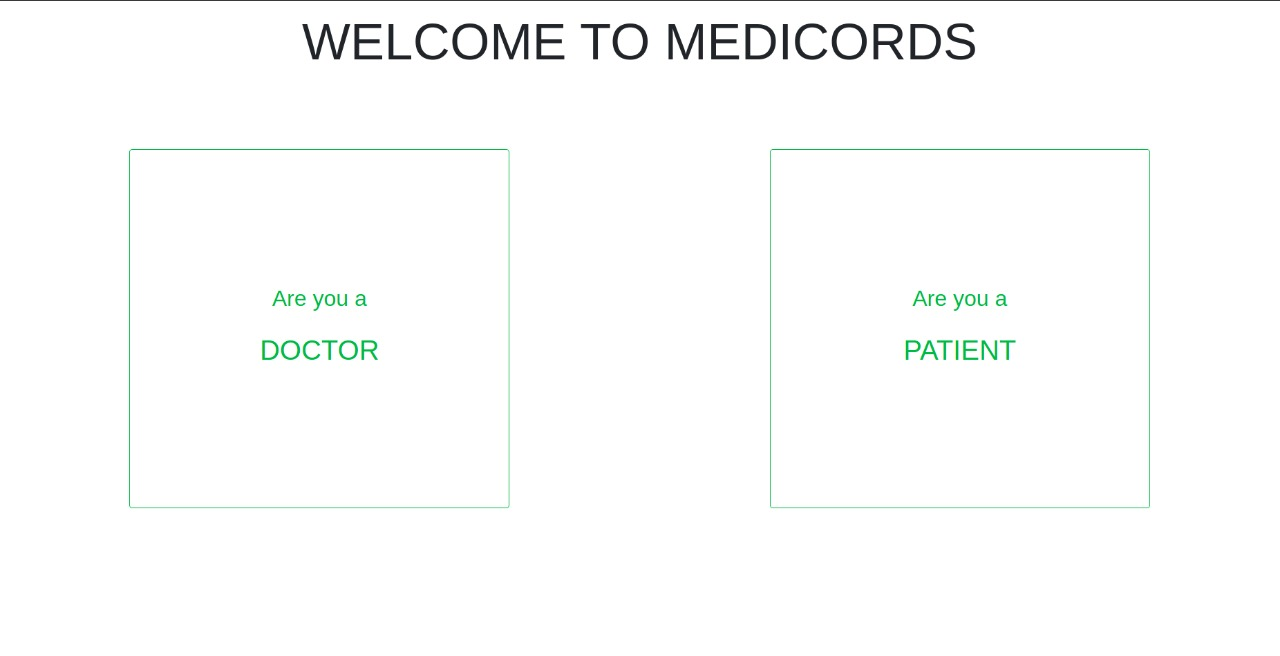 WELCOME TO MEDICORDS
Are you a
DOCTOR
Are you a
PATIENT